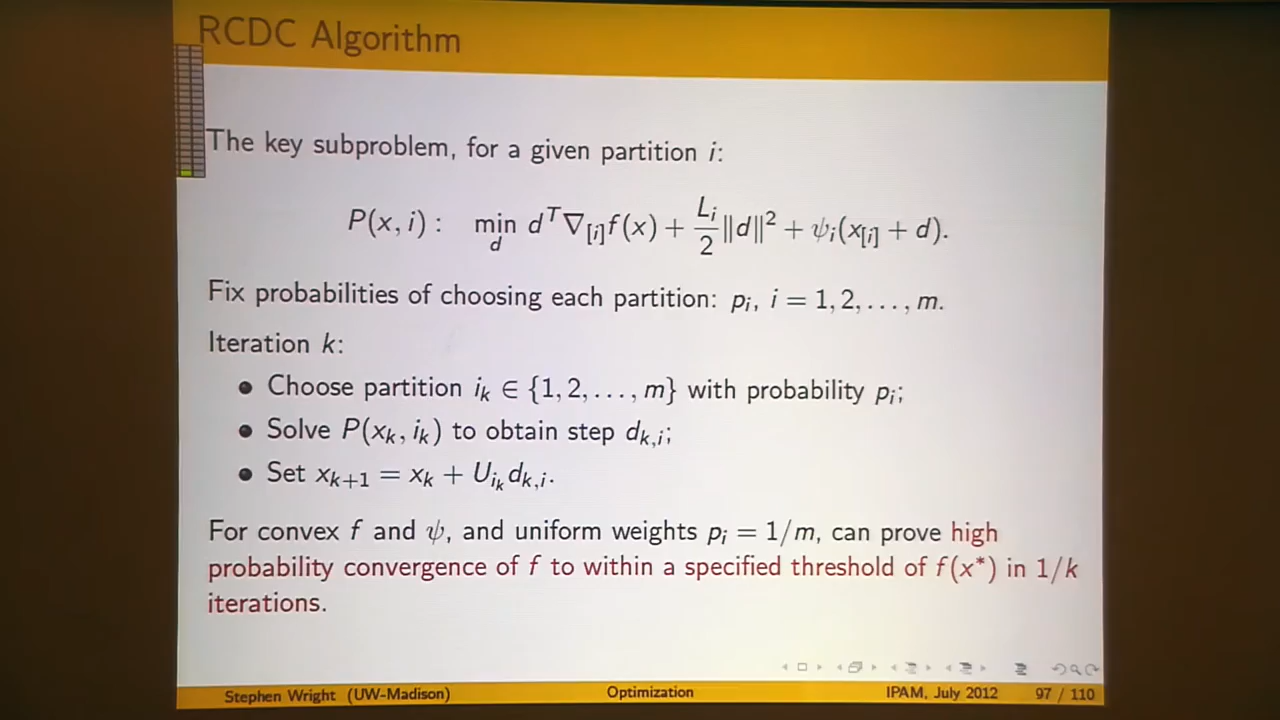 RCDC Algorithm
The key subproblem, for a given partition i:
P(x, i) : min_d d^T ∇_[i] f(x) + L_i/2 ‖d‖² + ψ_i(x_[i] + d).
Fix probabilities of choosing each partition: p_i, i = 1, 2, . . . , m.
Iteration k:
• Choose partition i_k ∈ {1, 2, . . . , m} with probability p_i;
• Solve P(x_k, i_k) to obtain step d_k,i;
• Set x_k+1 = x_k + U_i_k d_k,i.
For convex f and ψ, and uniform weights p_i = 1/m, can prove high
probability convergence of f to within a specified threshold of f(x*) in 1/k
iterations.
Stephen Wright (UW-Madison) Optimization IPAM, July 2012 97 / 110